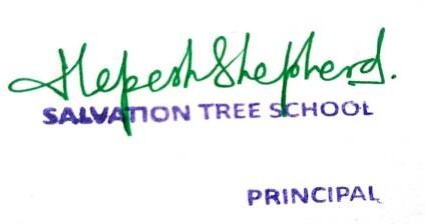 Shepherd.
SALVATION TREE SCHOOL
PRINCIPAL